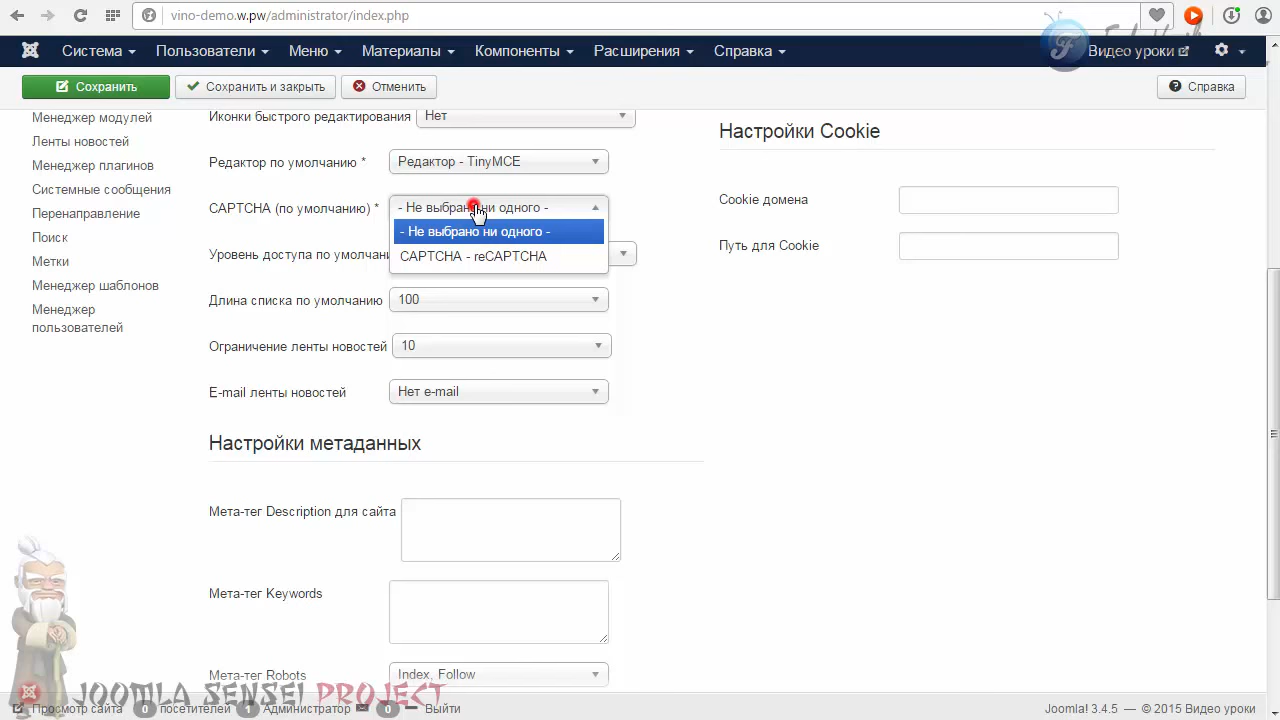 vino-demo.w.pw/administrator/index.php
Система Пользователи Меню Материалы Компоненты Расширения Справка Видео уроки
Сохранить Сохранить и закрыть Отменить Справка
Менеджер модулей
Ленты новостей
Менеджер плагинов
Системные сообщения
Перенаправление
Поиск
Метки
Менеджер шаблонов
Менеджер
пользователей
Иконки быстрого редактирования Нет
Редактор по умолчанию * Редактор - TinyMCE
CAPTCHA (по умолчанию) * - Не выбрано ни одного -
- Не выбрано ни одного -
CAPTCHA - reCAPTCHA
Уровень доступа по умолчани
Длина списка по умолчанию 100
Ограничение ленты новостей 10
E-mail ленты новостей Нет e-mail
Настройки метаданных
Мета-тег Description для сайта
Мета-тег Keywords
Мета-тег Robots Index, Follow
Настройки Cookie
Cookie домена
Путь для Cookie
JOOMLA SENSEI PROJECT
Просмотр сайта 0 посетителей 1 Администратор 0 Выйти
Joomla! 3.4.5 — © 2015 Видео уроки